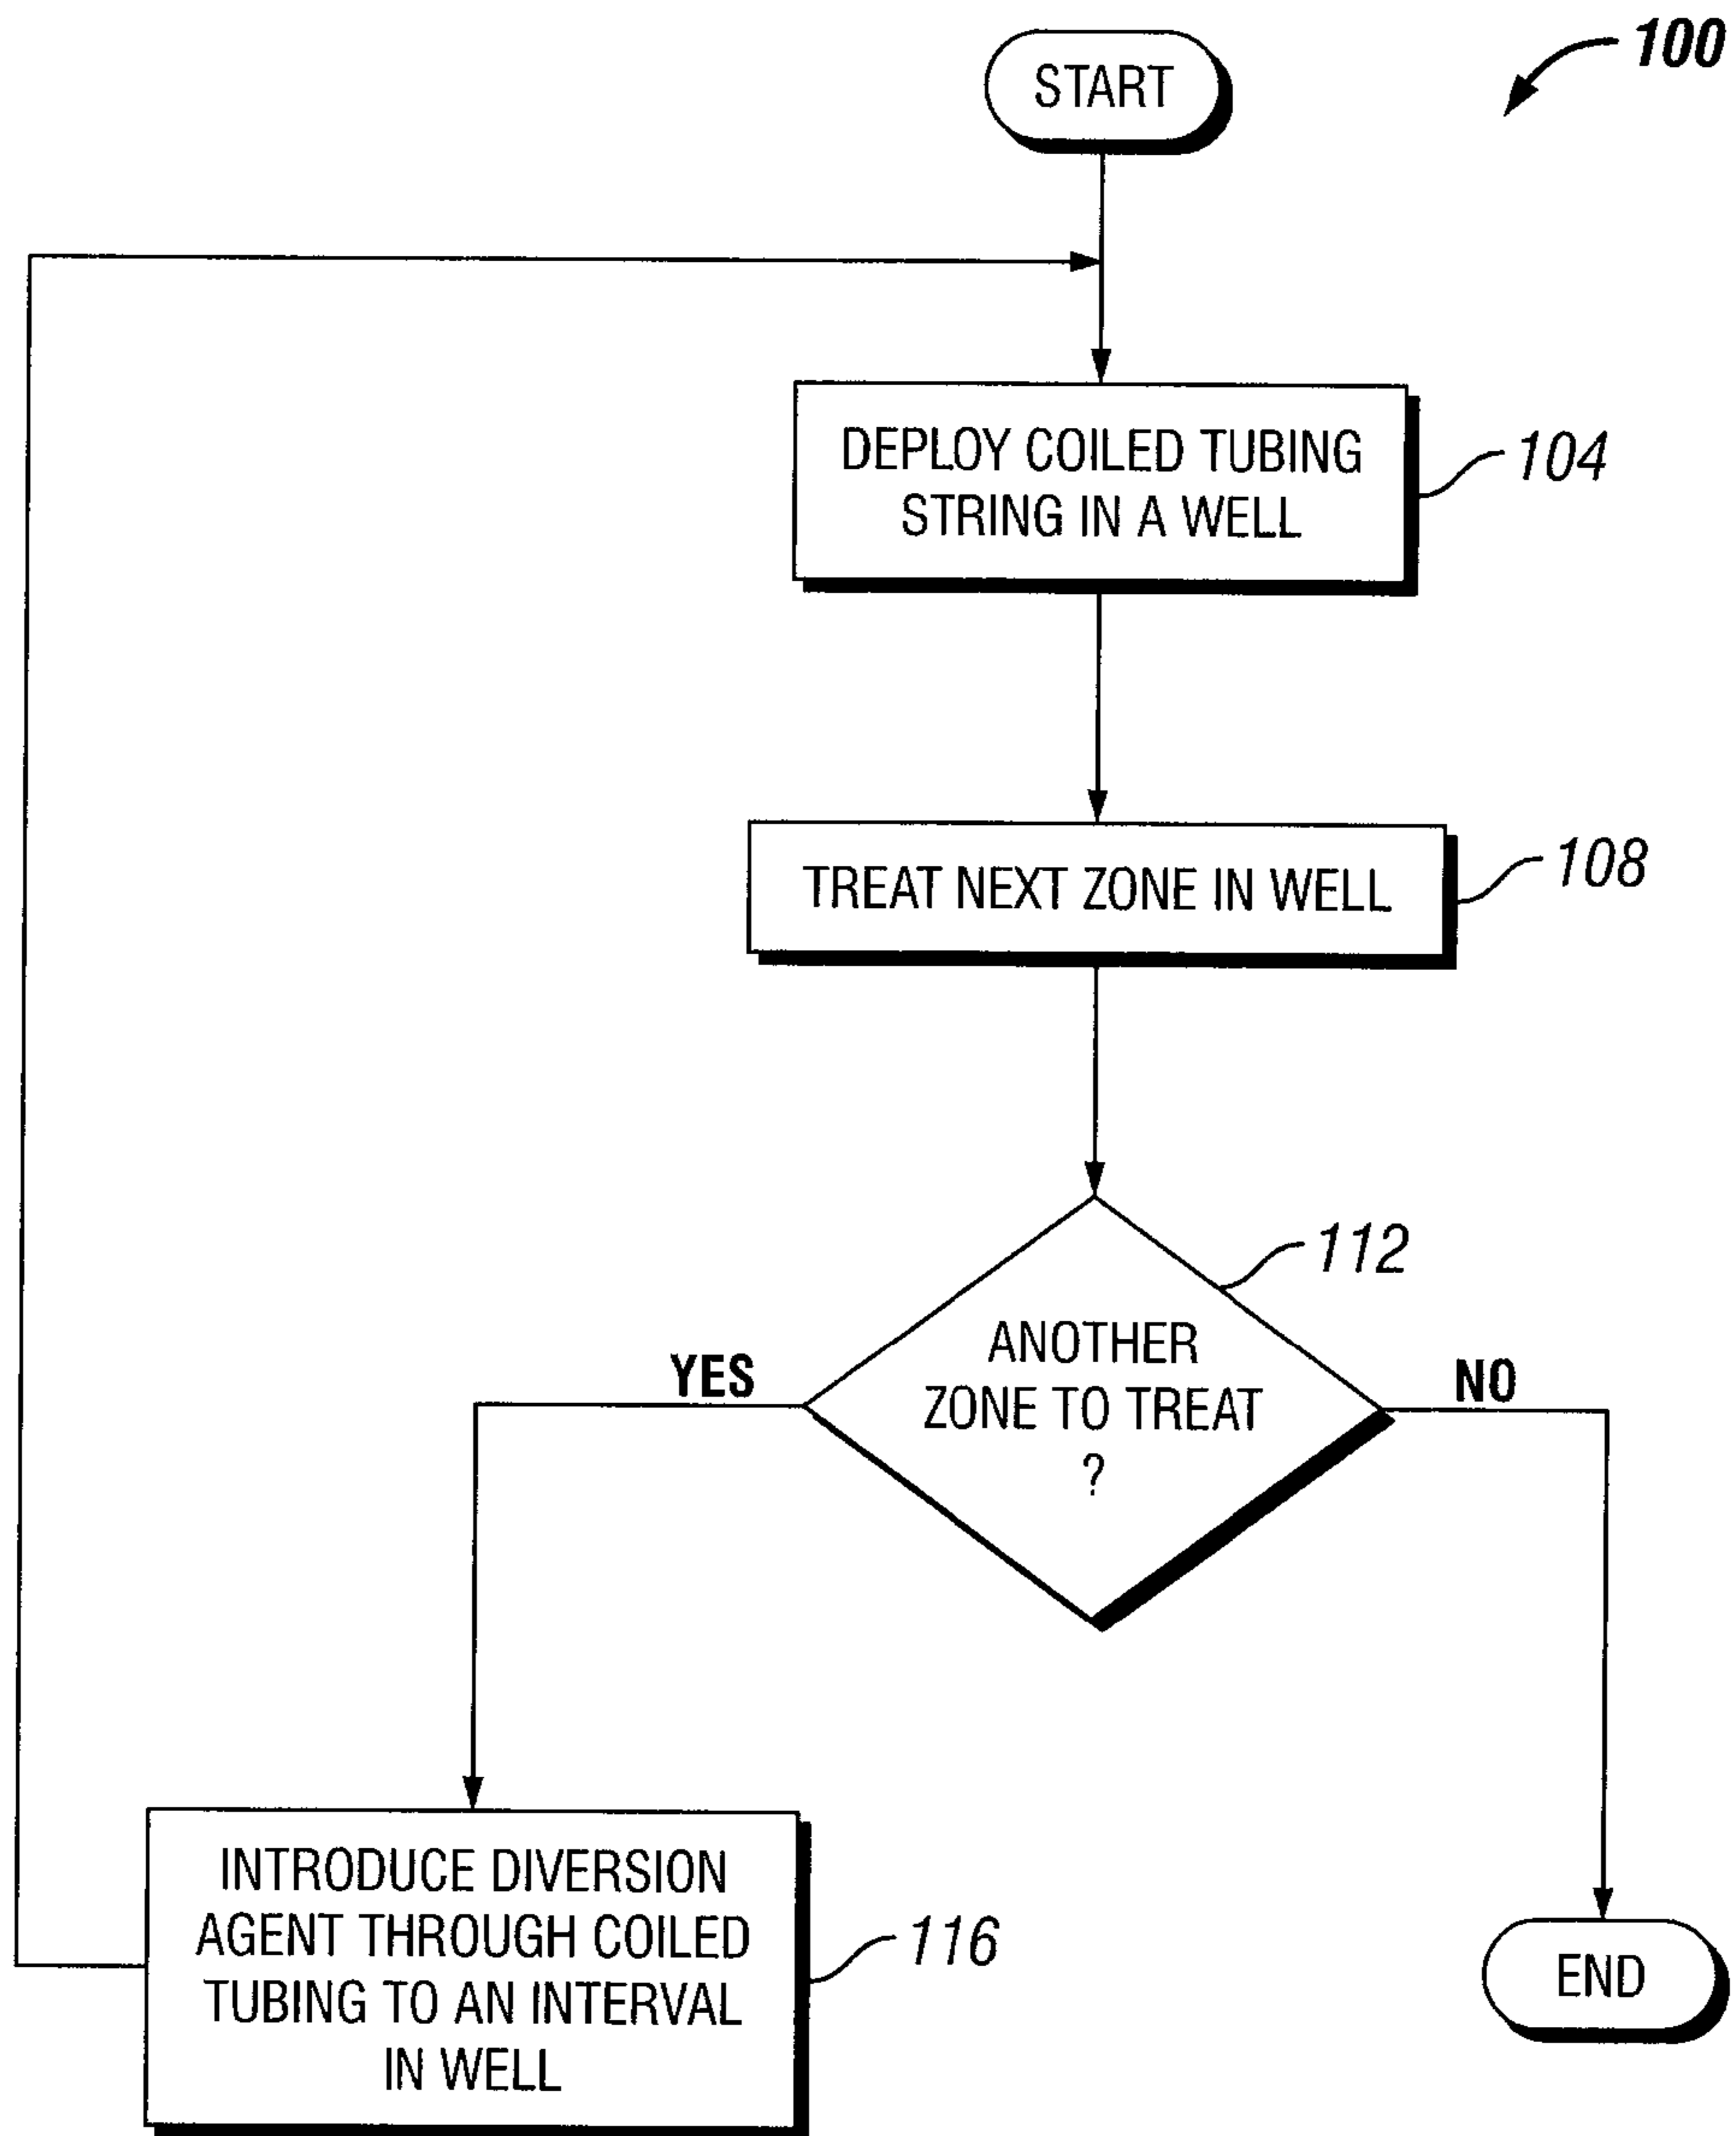 100
START
DEPLOY COILED TUBING
STRING IN A WELL
104
TREAT NEXT ZONE IN WELL
108
112
ANOTHER
ZONE TO TREAT
?
YES
NO
INTRODUCE DIVERSION
AGENT THROUGH COILED
TUBING TO AN INTERVAL
IN WELL
116
END